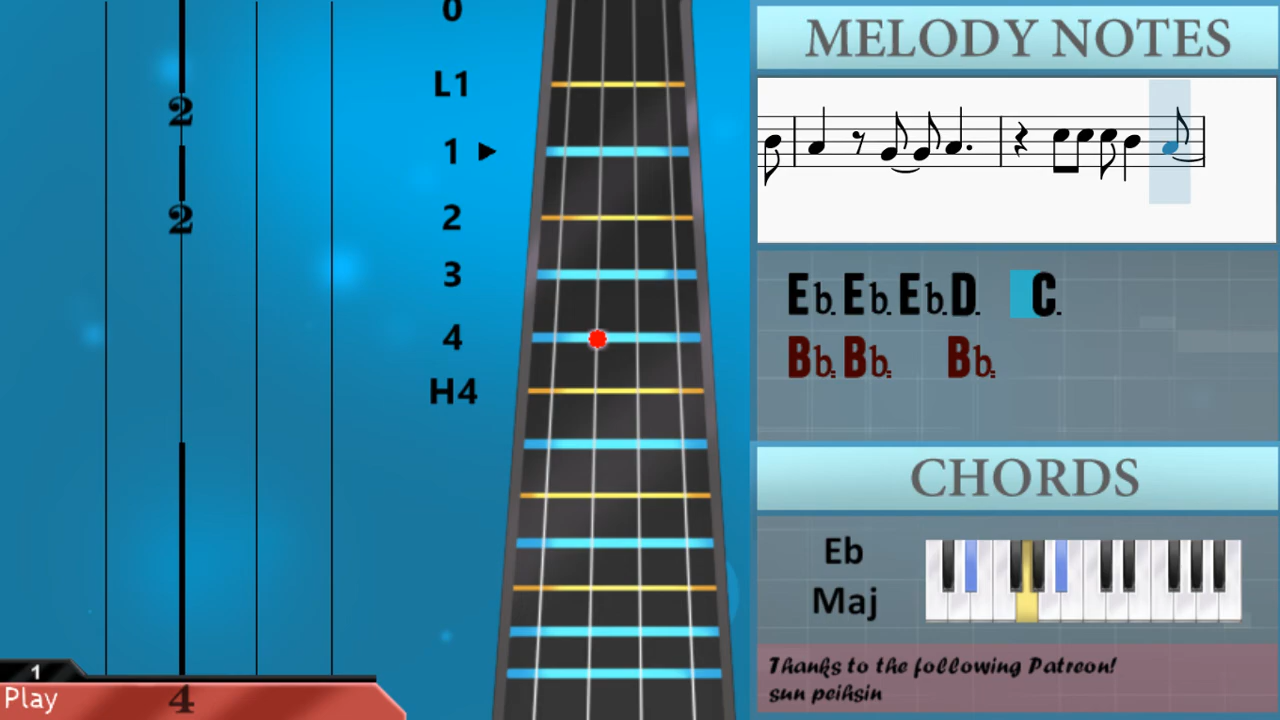 0
L1
1
2
3
4
H4
2
2
1
Play
4
MELODY NOTES
Eb. Eb. Eb. D. C.
Bb: Bb: Bb:
CHORDS
Eb
Maj
Thanks to the following Patreon!
sun peihsin